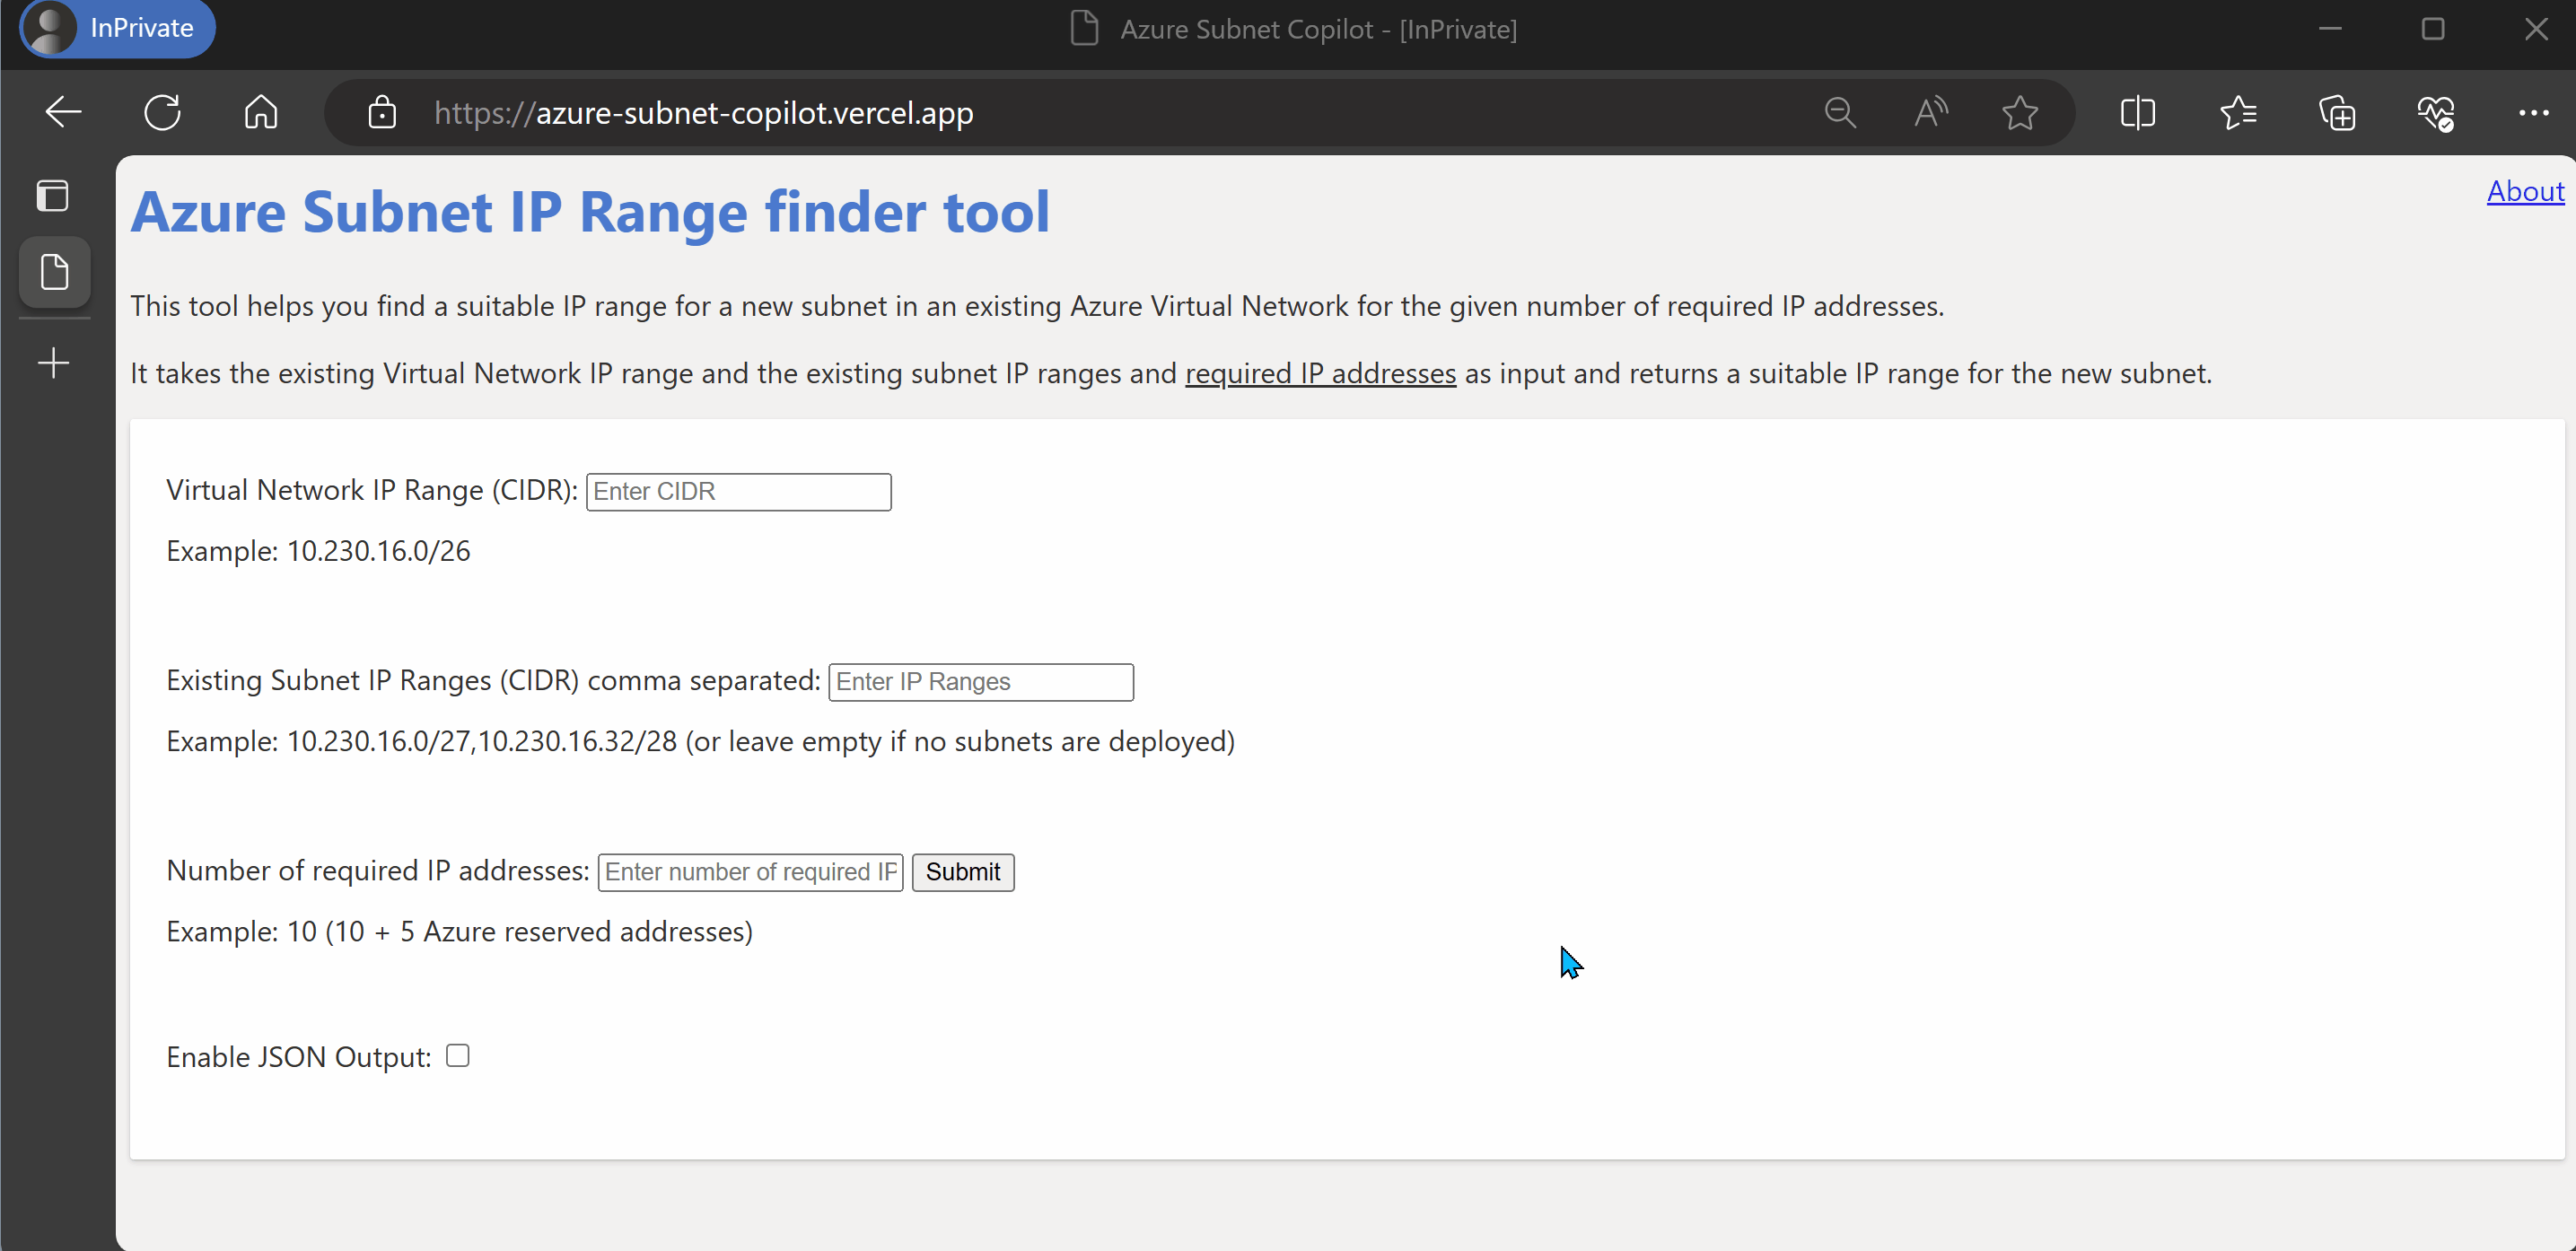 InPrivate
Azure Subnet Copilot - [InPrivate]
https://azure-subnet-copilot.vercel.app
About
Azure Subnet IP Range finder tool
This tool helps you find a suitable IP range for a new subnet in an existing Azure Virtual Network for the given number of required IP addresses.
It takes the existing Virtual Network IP range and the existing subnet IP ranges and required IP addresses as input and returns a suitable IP range for the new subnet.
Virtual Network IP Range (CIDR): Enter CIDR
Example: 10.230.16.0/26
Existing Subnet IP Ranges (CIDR) comma separated: Enter IP Ranges
Example: 10.230.16.0/27,10.230.16.32/28 (or leave empty if no subnets are deployed)
Number of required IP addresses: Enter number of required IP Submit
Example: 10 (10 + 5 Azure reserved addresses)
Enable JSON Output: